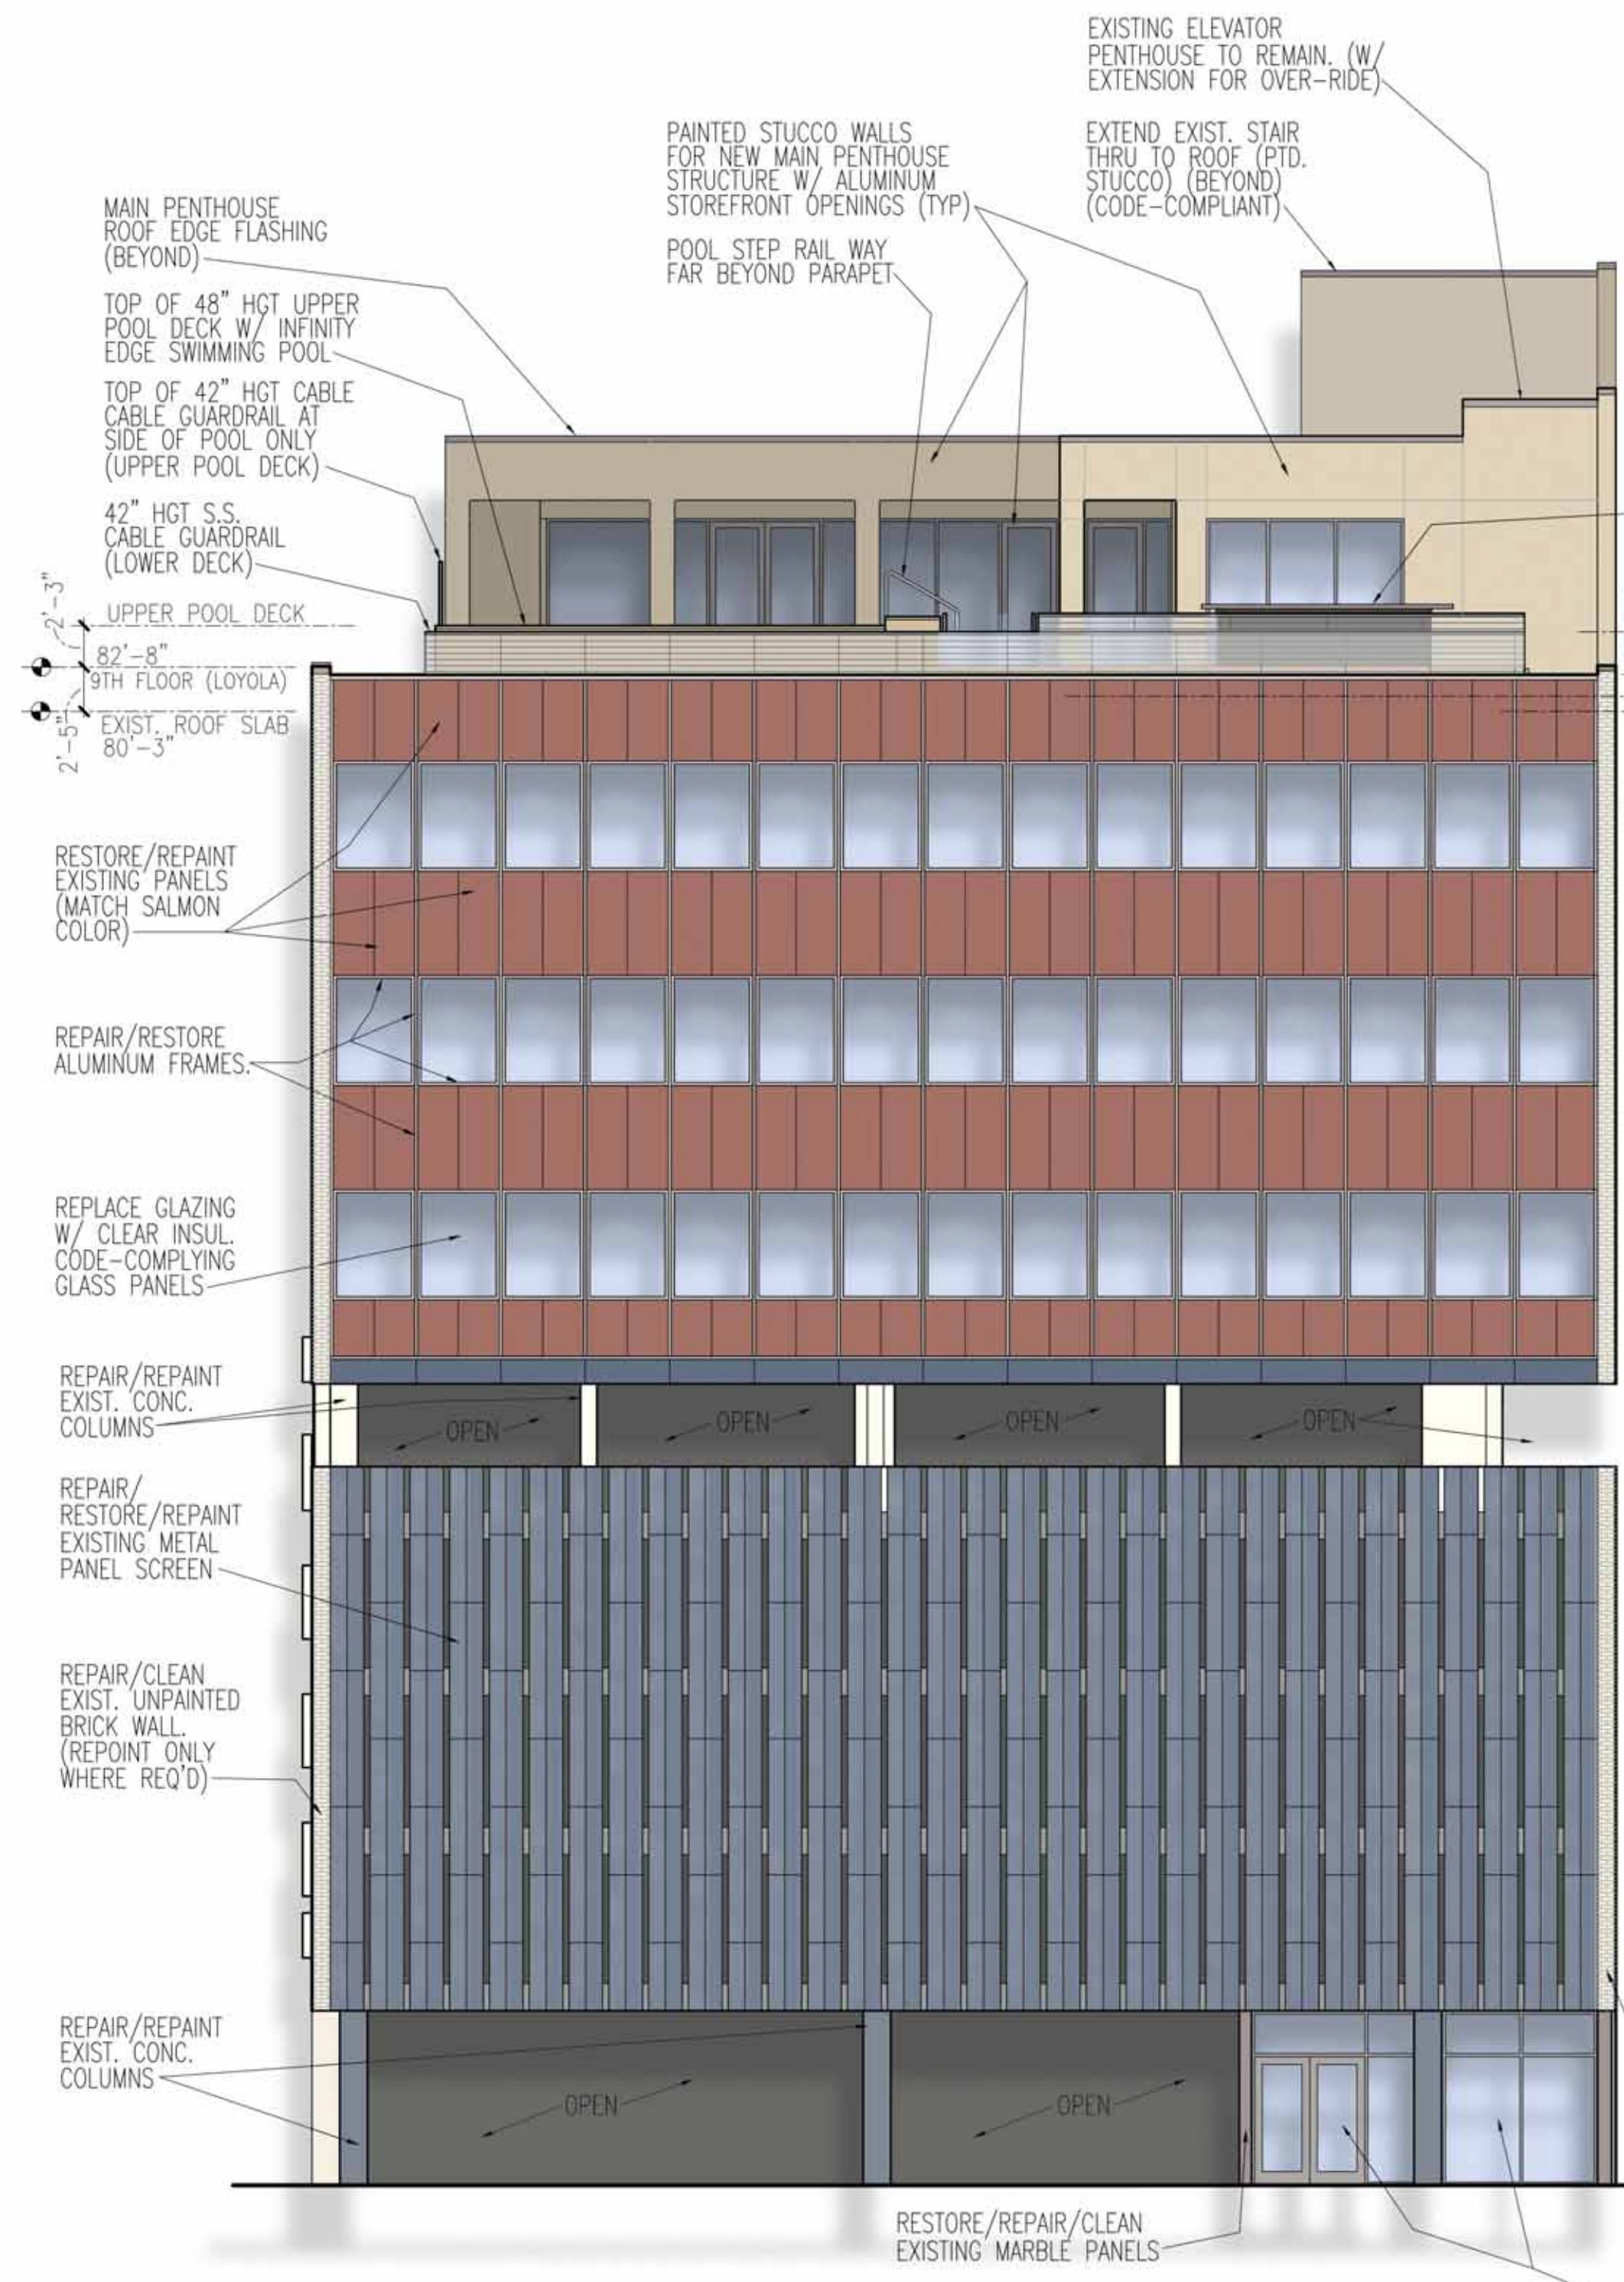 EXISTING ELEVATOR
PENTHOUSE TO REMAIN. (W/
EXTENSION FOR OVER-RIDE)
PAINTED STUCCO WALLS
FOR NEW MAIN PENTHOUSE
STRUCTURE W/ ALUMINUM
STOREFRONT OPENINGS (TYP)
EXTEND EXIST. STAIR
THRU TO ROOF (PTD.
STUCCO) (BEYOND)
(CODE-COMPLIANT)
MAIN PENTHOUSE
ROOF EDGE FLASHING
(BEYOND)
POOL STEP RAIL WAY
FAR BEYOND PARAPET
TOP OF 48" HGT UPPER
POOL DECK W/ INFINITY
EDGE SWIMMING POOL
TOP OF 42" HGT CABLE
CABLE GUARDRAIL AT
SIDE OF POOL ONLY
(UPPER POOL DECK)
42" HGT S.S.
CABLE GUARDRAIL
(LOWER DECK)
2'-3"
UPPER POOL DECK
82'-8"
9TH FLOOR (LOYOLA)
2'-5"
EXIST. ROOF SLAB
80'-3"
RESTORE/REPAINT
EXISTING PANELS
(MATCH SALMON
COLOR)
REPAIR/RESTORE
ALUMINUM FRAMES.
REPLACE GLAZING
W/ CLEAR INSUL.
CODE-COMPLYING
GLASS PANELS
REPAIR/REPAINT
EXIST. CONC.
COLUMNS
OPEN
OPEN
OPEN
OPEN
REPAIR/
RESTORE/REPAINT
EXISTING METAL
PANEL SCREEN
REPAIR/CLEAN
EXIST. UNPAINTED
BRICK WALL.
(REPOINT ONLY
WHERE REQ'D)
REPAIR/REPAINT
EXIST. CONC.
COLUMNS
OPEN
OPEN
RESTORE/REPAIR/CLEAN
EXISTING MARBLE PANELS